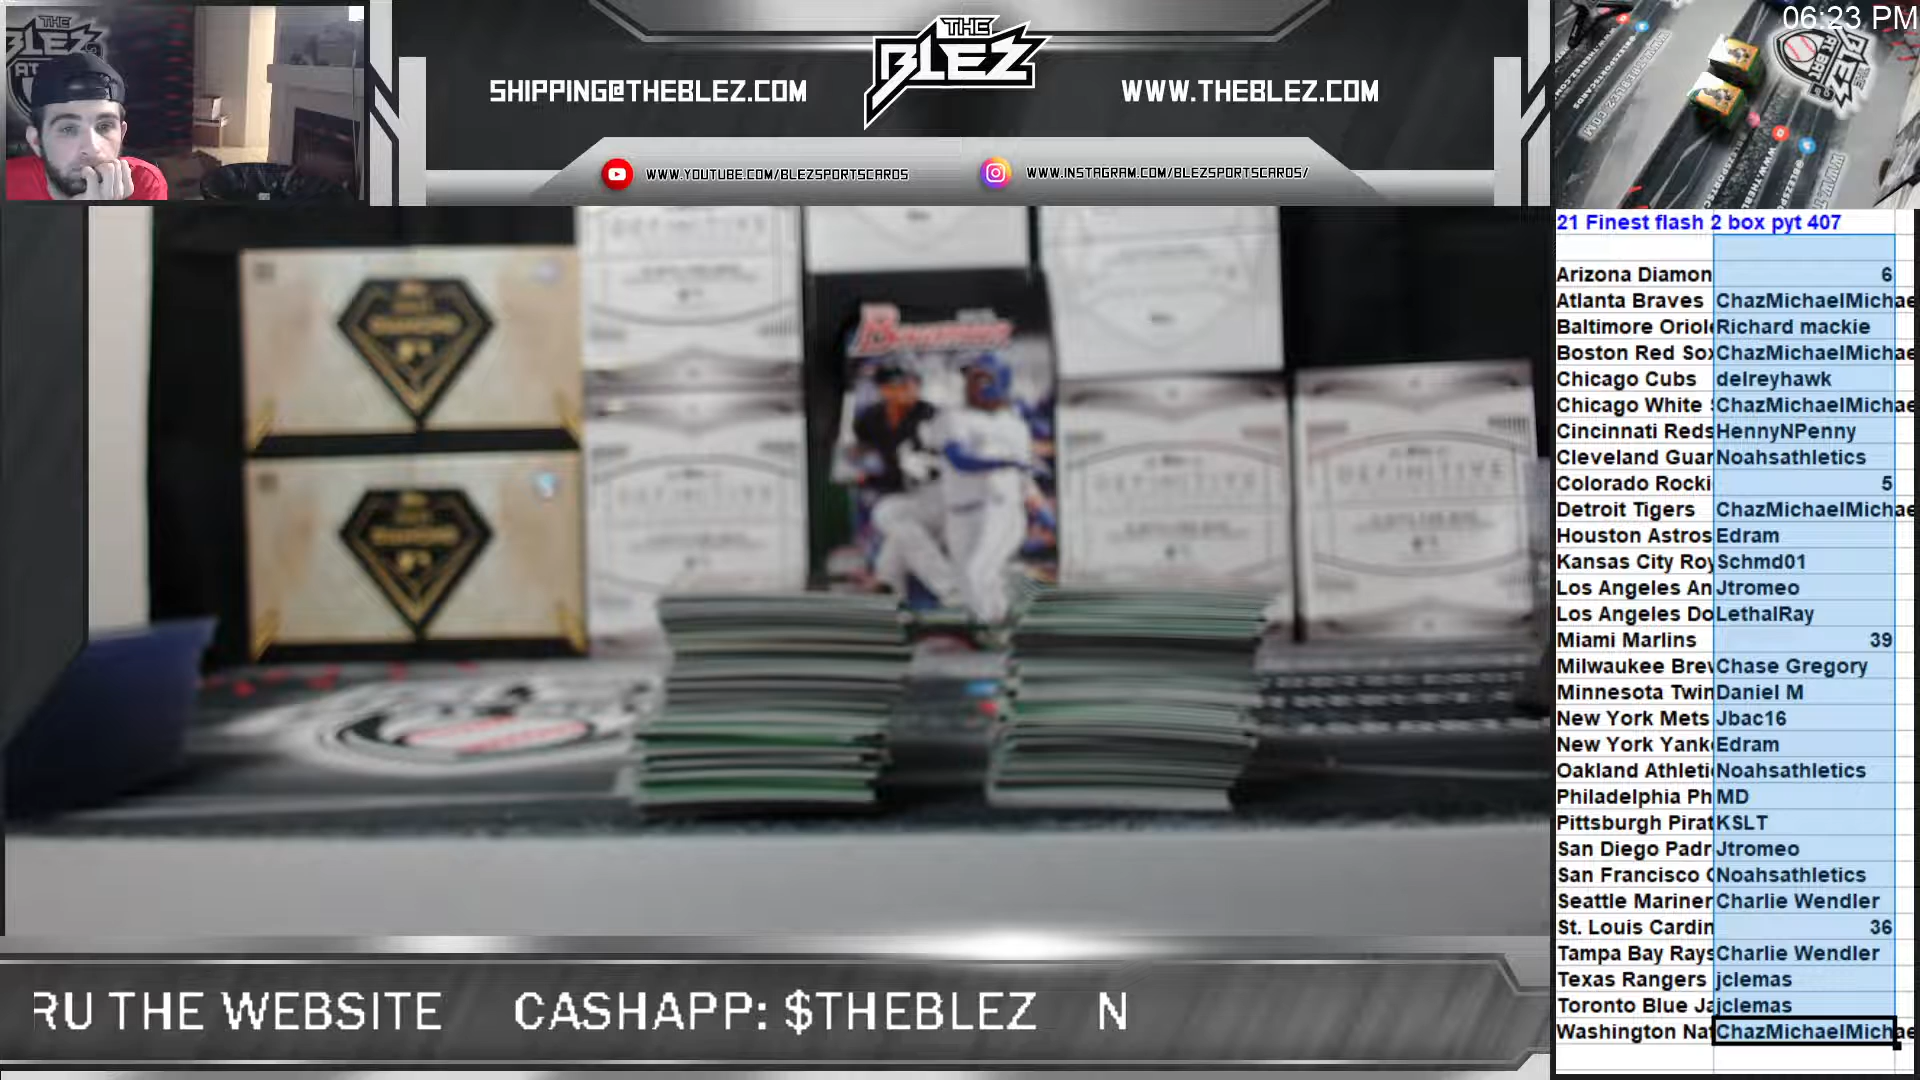 06:23 PM
THE
BLEZ
SHIPPING@THEBLEZ.COM
WWW.THEBLEZ.COM
WWW.YOUTUBE.COM/BLEZSPORTSCARDS
WWW.INSTAGRAM.COM/BLEZSPORTSCARDS/
21 Finest flash 2 box pyt 407
Arizona Diamon 6
Atlanta Braves ChazMichaelMichae
Baltimore Oriol Richard mackie
Boston Red Sox ChazMichaelMichae
Chicago Cubs delreyhawk
Chicago White ChazMichaelMichae
Cincinnati Reds HennyNPenny
Cleveland Guar Noahsathletics
Colorado Rocki 5
Detroit Tigers ChazMichaelMichae
Houston Astros Edram
Kansas City Roy Schmd01
Los Angeles An Jtromeo
Los Angeles Do LethalRay
Miami Marlins 39
Milwaukee Brew Chase Gregory
Minnesota Twin Daniel M
New York Mets Jbac16
New York Yank Edram
Oakland Athleti Noahsathletics
Philadelphia Ph MD
Pittsburgh Pirat KSLT
San Diego Padr Jtromeo
San Francisco G Noahsathletics
Seattle Mariner Charlie Wendler
St. Louis Cardin 36
Tampa Bay Rays Charlie Wendler
Texas Rangers jclemas
Toronto Blue Ja jclemas
Washington Nat ChazMichaelMichae
Bowman
DEFINITIVE
DEFINITIVE
RU THE WEBSITE CASHAPP: $THEBLEZ N